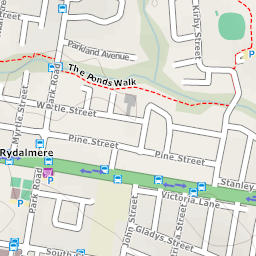 Kirby Street
Parkland Avenue
The Ponds Walk
Park Road
Wattle Street
Myrtle Street
Pine Street
Pine Street
Rydalmere
Stanley
Victoria Lane
Park Road
John Street
Gladys Street
South
P
P
P